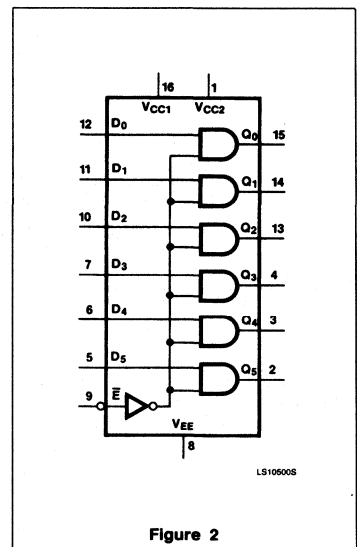 16 1
VCC1 VCC2
12 D0 Q0 15
11 D1 Q1 14
10 D2 Q2 13
7 D3 Q3 4
6 D4 Q4 3
5 D5 Q5 2
9 E̅
VEE
8
LS10500S
Figure 2